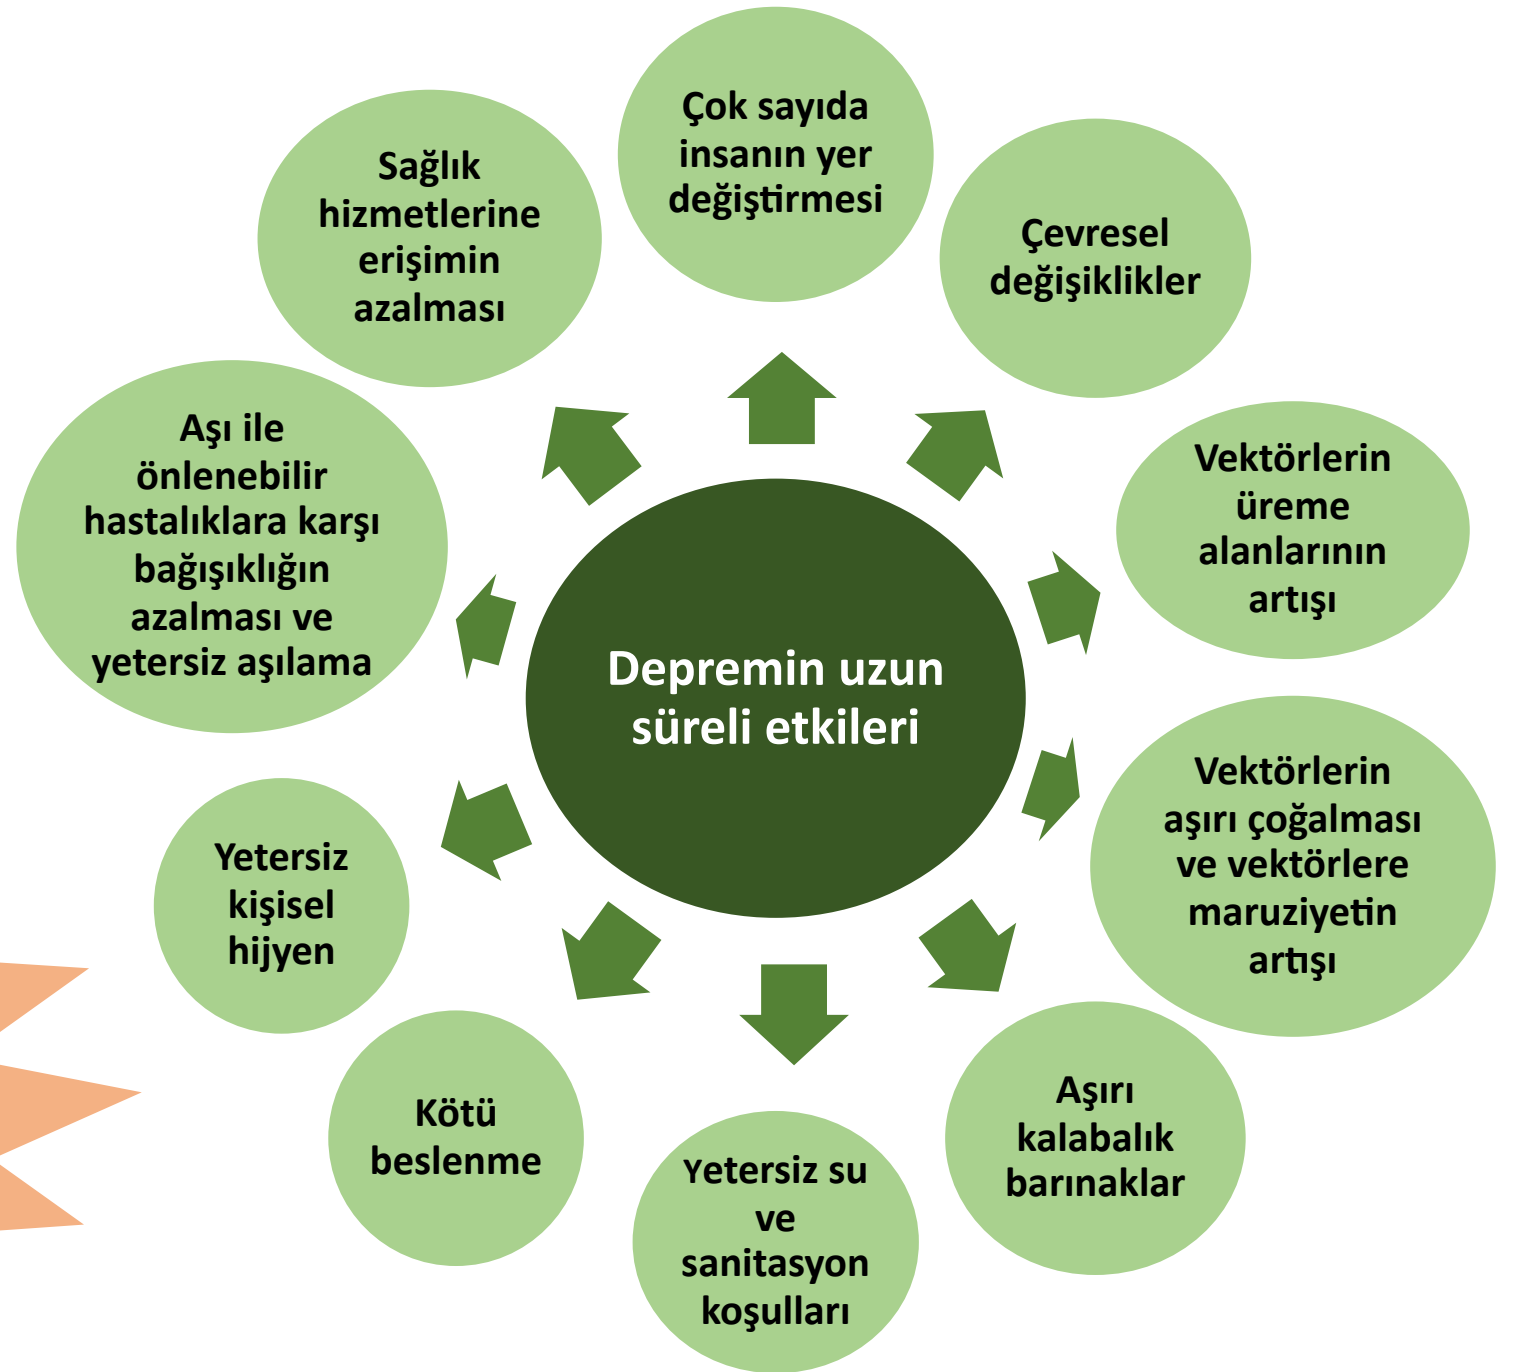 Çok sayıda
insanın yer
değiştirmesi
Çevresel
değişiklikler
Vektörlerin
üreme
alanlarının
artışı
Vektörlerin
aşırı çoğalması
ve vektörlere
maruziyetin
artışı
Aşırı
kalabalık
barınaklar
Yetersiz su
ve
sanitasyon
koşulları
Kötü
beslenme
Yetersiz
kişisel
hijyen
Aşı ile
önlenebilir
hastalıklara karşı
bağışıklığın
azalması ve
yetersiz aşılama
Sağlık
hizmetlerine
erişimin
azalması
Depremin uzun
süreli etkileri